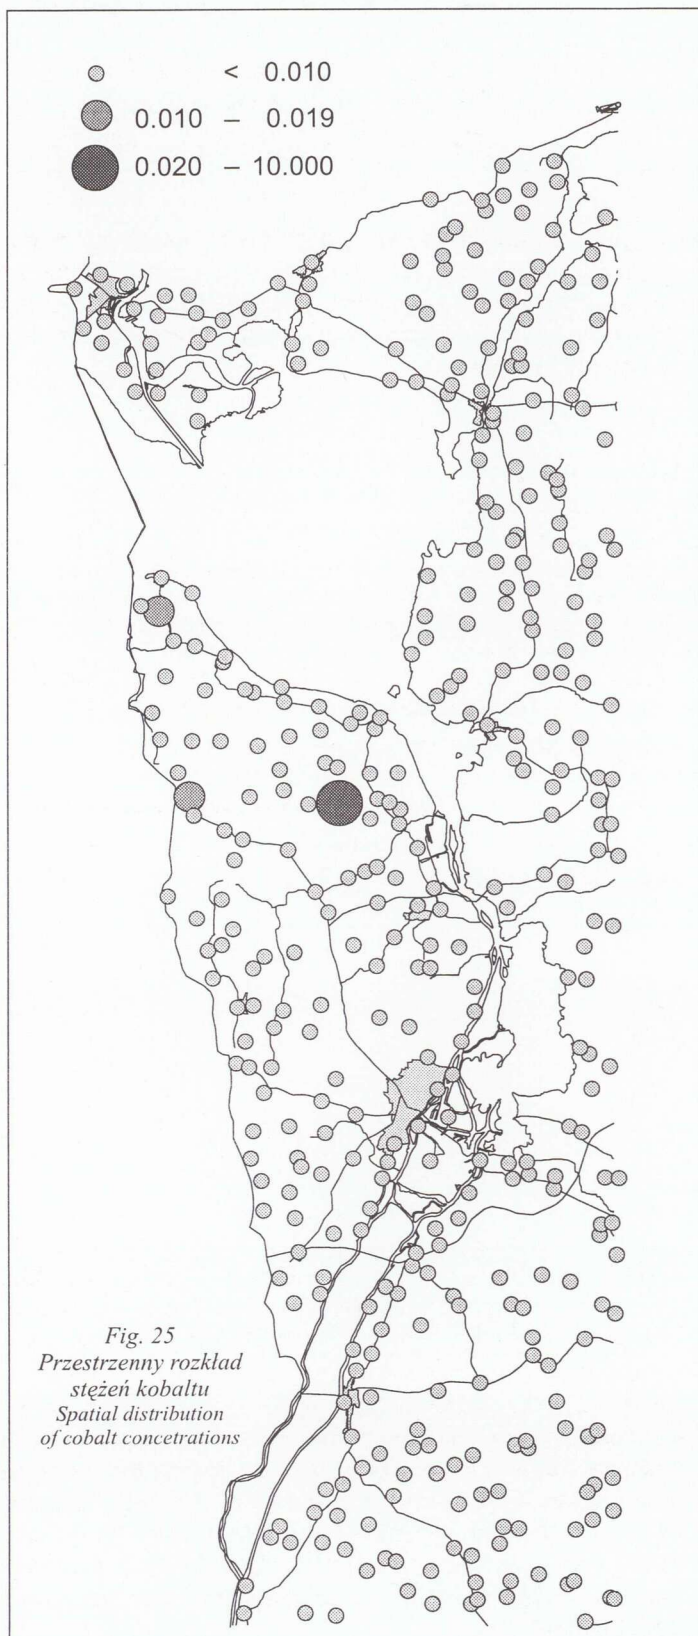 < 0.010
0.010 – 0.019
0.020 – 10.000
Fig. 25
Przestrzenny rozkład
stężeń kobaltu
Spatial distribution
of cobalt concetrations